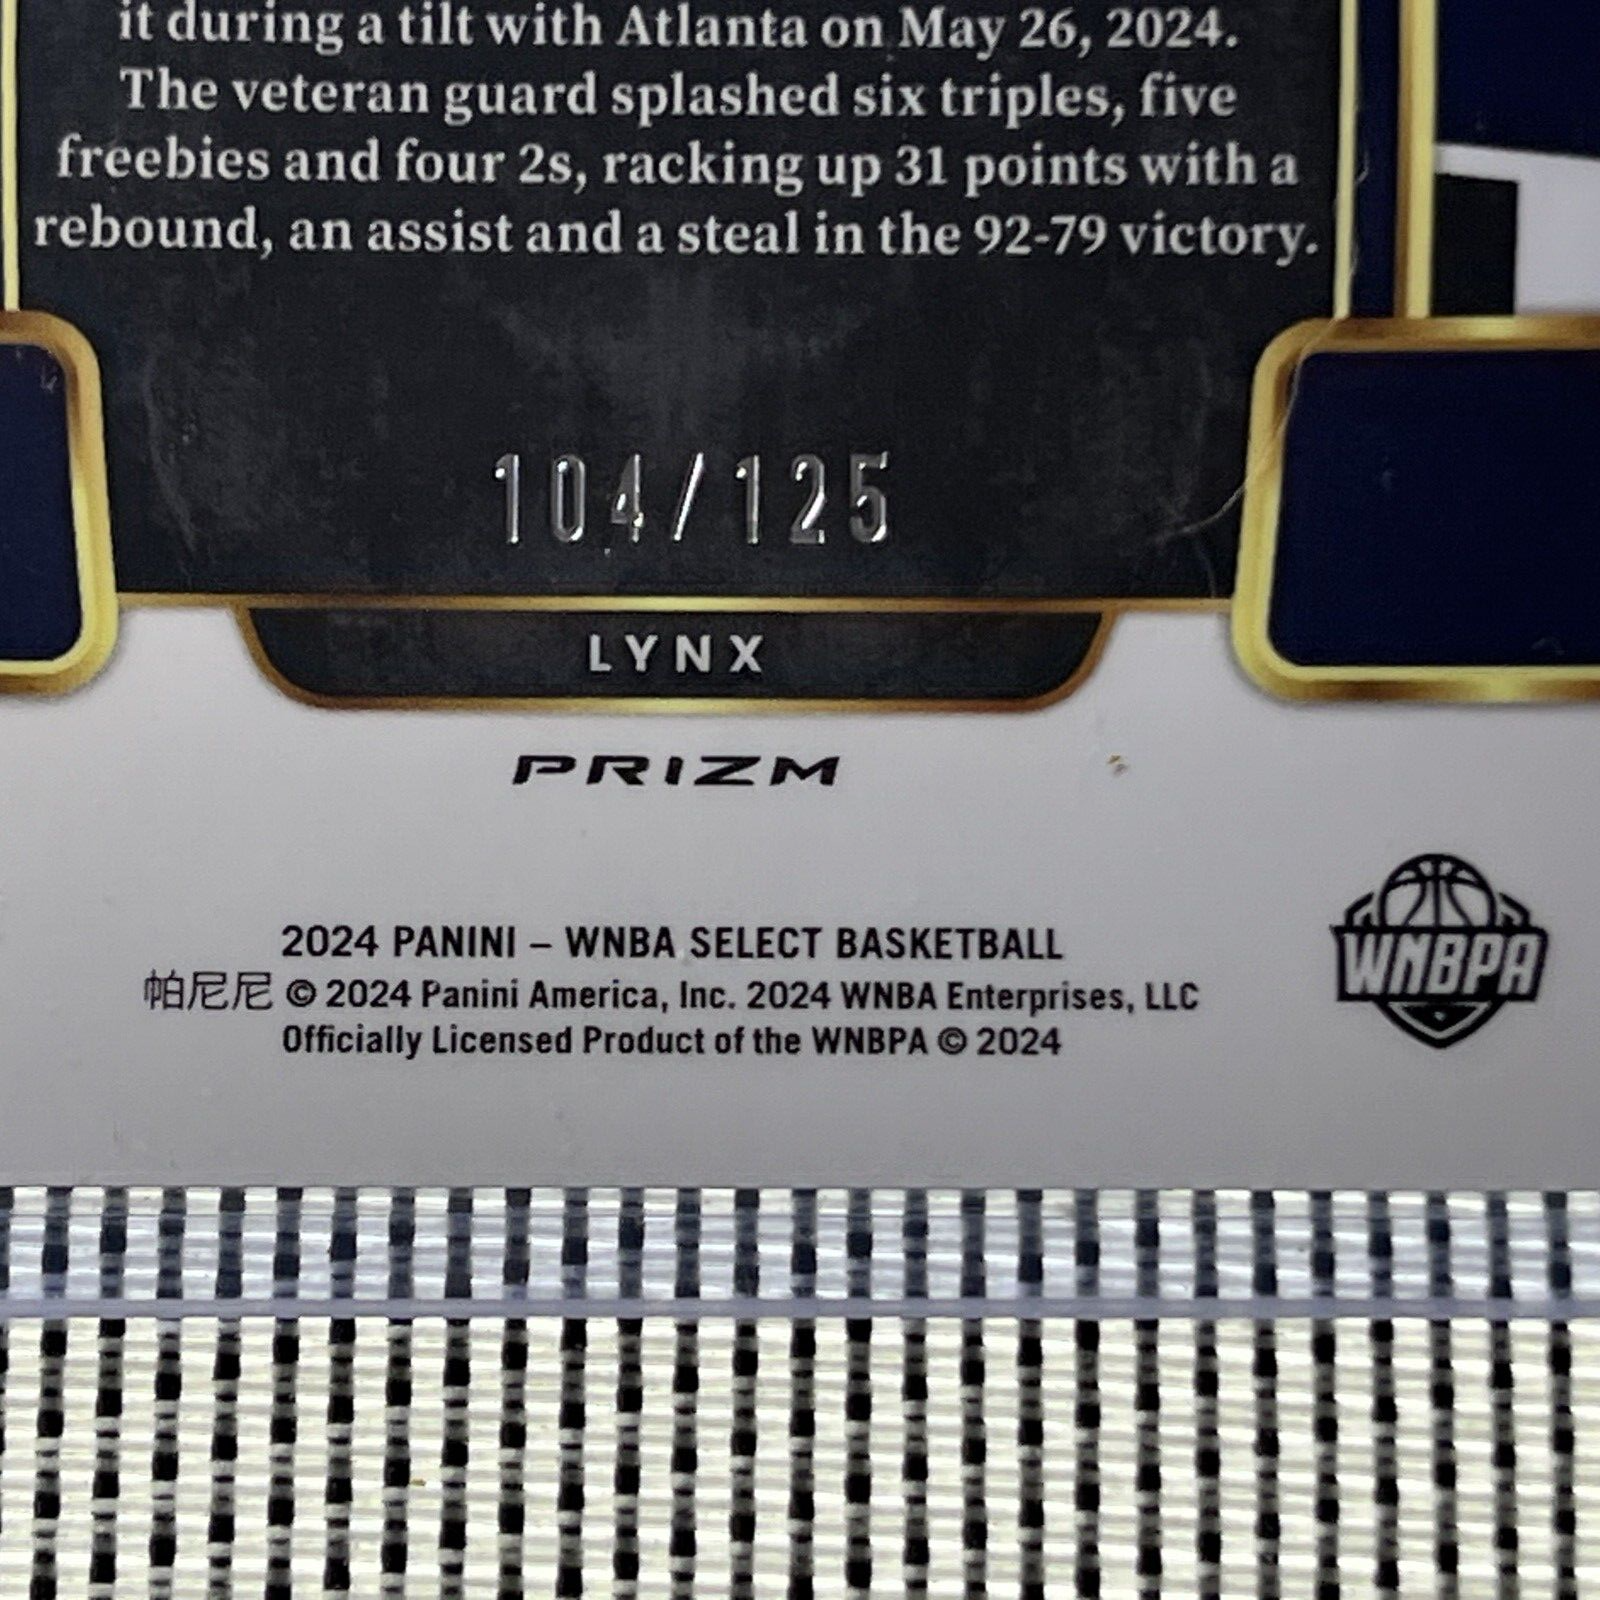 it during a tilt with Atlanta on May 26, 2024.
The veteran guard splashed six triples, five
freebies and four 2s, racking up 31 points with a
rebound, an assist and a steal in the 92-79 victory.
104/125
LYNX
PRIZM
2024 PANINI – WNBA SELECT BASKETBALL
帕尼尼 © 2024 Panini America, Inc. 2024 WNBA Enterprises, LLC
Officially Licensed Product of the WNBPA © 2024
WNBPA